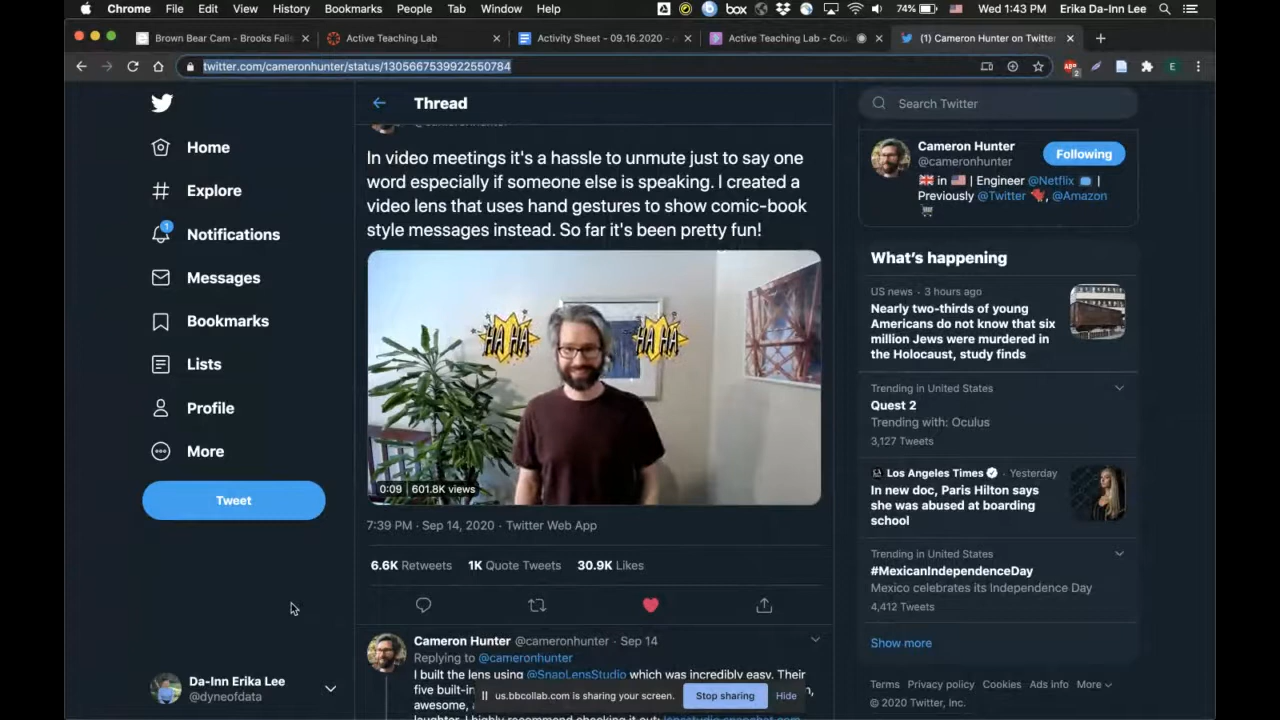 Chrome File Edit View History Bookmarks People Tab Window Help
box 74% Wed 1:43 PM Erika Da-Inn Lee
Brown Bear Cam - Brooks Fall
Active Teaching Lab
Activity Sheet - 09.16.2020 -
Active Teaching Lab - Cou
(1) Cameron Hunter on Twitter
twitter.com/cameronhunter/status/1305667539922550784
Home
Explore
1
Notifications
Messages
Bookmarks
Lists
Profile
More
Tweet
Da-Inn Erika Lee
@dyneofdata
Thread
@cameronhunter
In video meetings it's a hassle to unmute just to say one
word especially if someone else is speaking. I created a
video lens that uses hand gestures to show comic-book
style messages instead. So far it's been pretty fun!
HA HA
HA HA
0:09 601.8K views
7:39 PM · Sep 14, 2020 · Twitter Web App
6.6K Retweets 1K Quote Tweets 30.9K Likes
Cameron Hunter @cameronhunter · Sep 14
Replying to @cameronhunter
I built the lens using @SnapLensStudio which was incredibly easy. Their
five built-in
awesome,
us.bbcollab.com is sharing your screen. Stop sharing Hide
Search Twitter
Cameron Hunter
@cameronhunter
Following
in | Engineer @Netflix |
Previously @Twitter , @Amazon
What's happening
US news · 3 hours ago
Nearly two-thirds of young
Americans do not know that six
million Jews were murdered in
the Holocaust, study finds
Trending in United States
Quest 2
Trending with: Oculus
3,127 Tweets
Los Angeles Times · Yesterday
In new doc, Paris Hilton says
she was abused at boarding
school
Trending in United States
#MexicanIndependenceDay
Mexico celebrates its Independence Day
4,412 Tweets
Show more
Terms Privacy policy Cookies Ads info More
© 2020 Twitter, Inc.